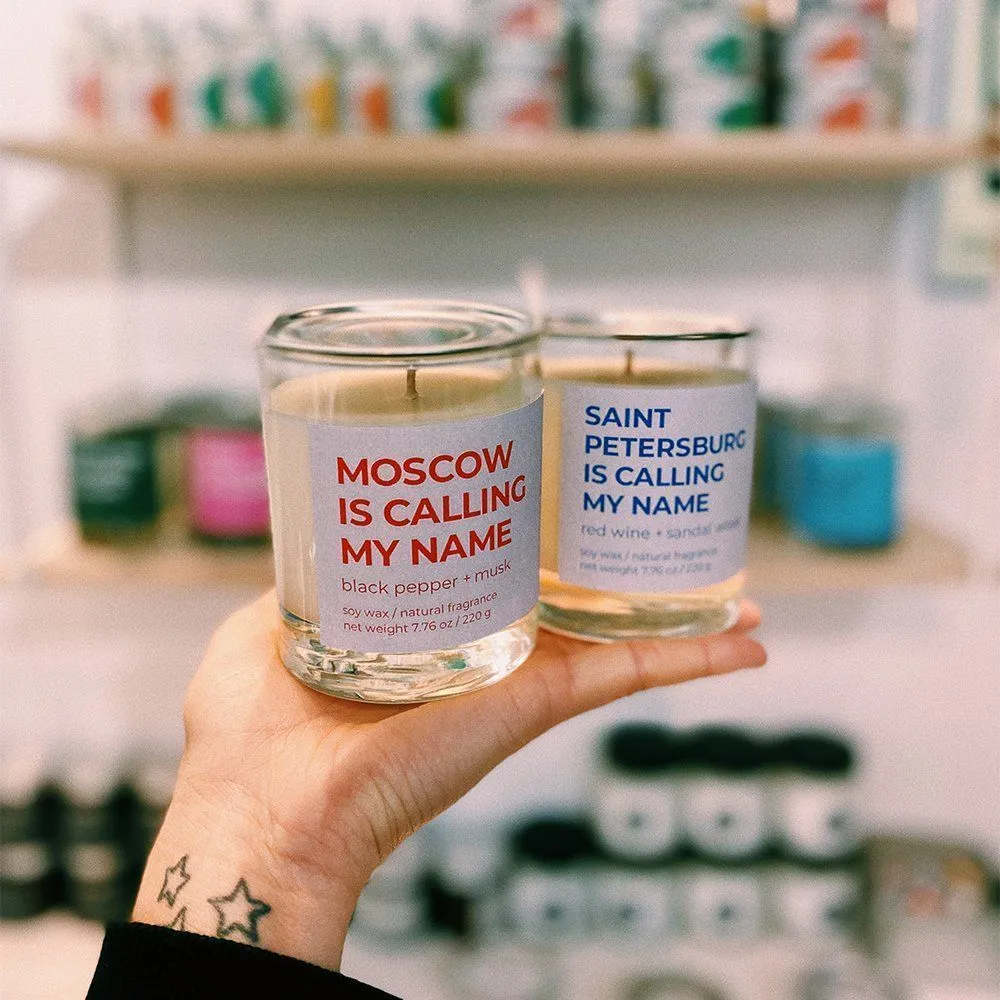 MOSCOW
IS CALLING
MY NAME
black pepper + musk
soy wax / natural fragrance
net weight 7.76 oz / 220 g
SAINT
PETERSBURG
IS CALLING
MY NAME
red wine + sandal wood
soy wax / natural fragrance
net weight 7.76 oz / 220 g